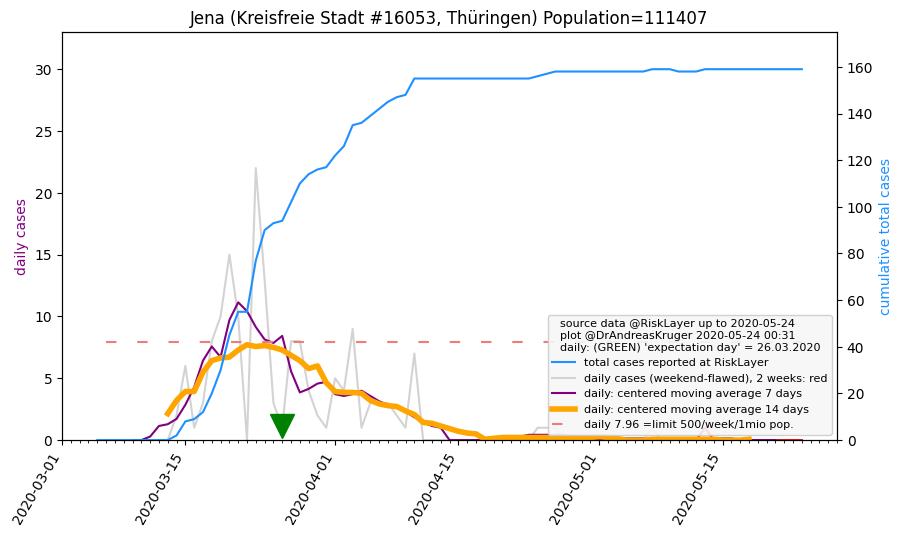 Jena (Kreisfreie Stadt #16053, Thüringen) Population=111407
30
25
20
15
10
5
0
daily cases
160
140
120
100
80
60
40
20
0
cumulative total cases
source data @RiskLayer up to 2020-05-24
plot @DrAndreasKruger 2020-05-24 00:31
daily: (GREEN) 'expectation day' = 26.03.2020
total cases reported at RiskLayer
daily cases (weekend-flawed), 2 weeks: red
daily: centered moving average 7 days
daily: centered moving average 14 days
daily 7.96 =limit 500/week/1mio pop.
2020-03-01
2020-03-15
2020-04-01
2020-04-15
2020-05-01
2020-05-15